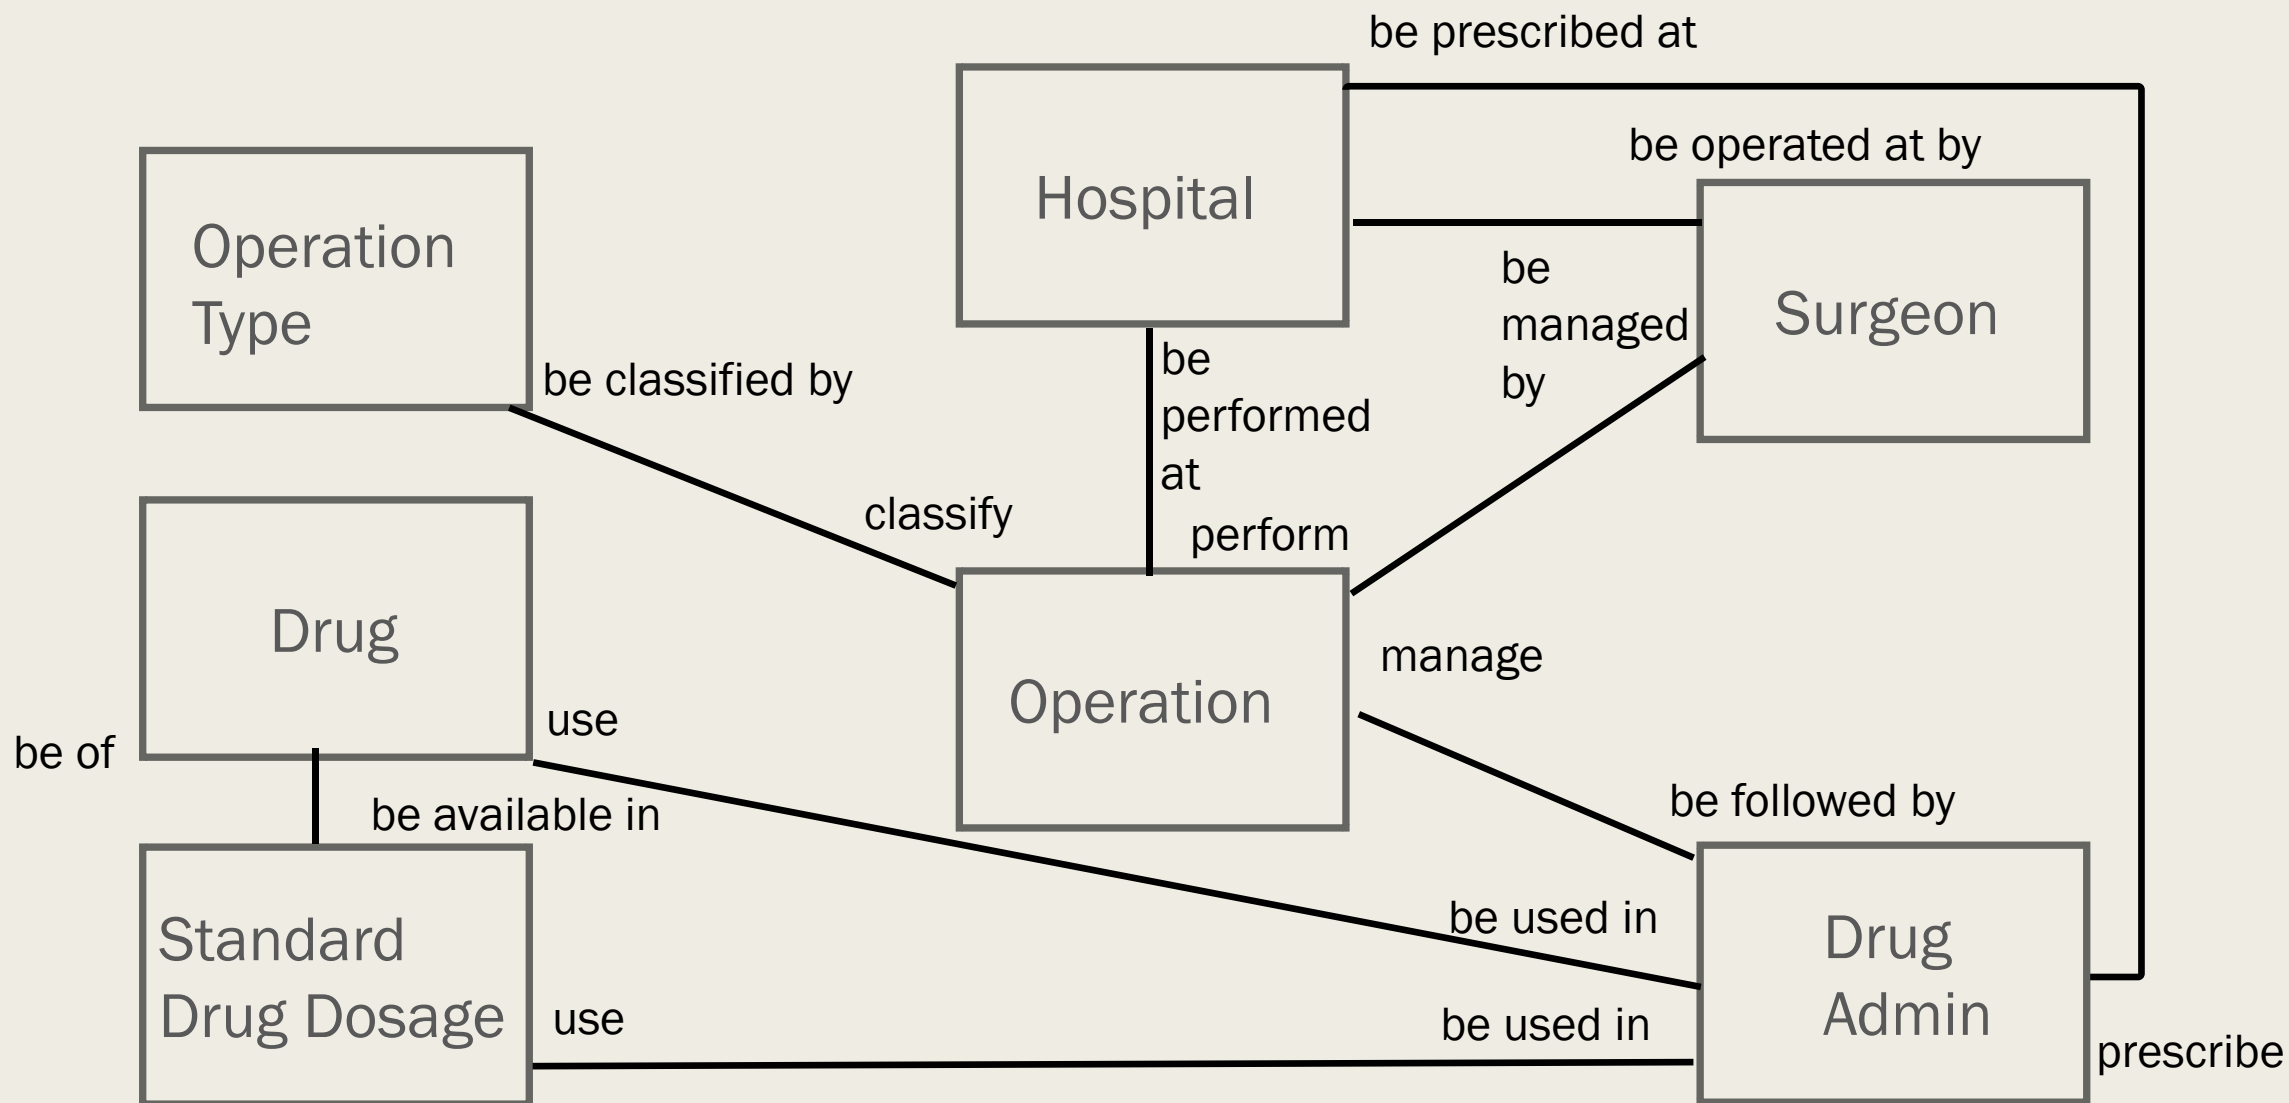 be prescribed at
be operated at by
Hospital
Operation
Type
be
managed
by
Surgeon
be classified by
be
performed
at
classify
perform
Drug
manage
Operation
use
be of
be available in
be followed by
be used in
Standard
Drug Dosage
Drug
Admin
use
be used in
prescribe